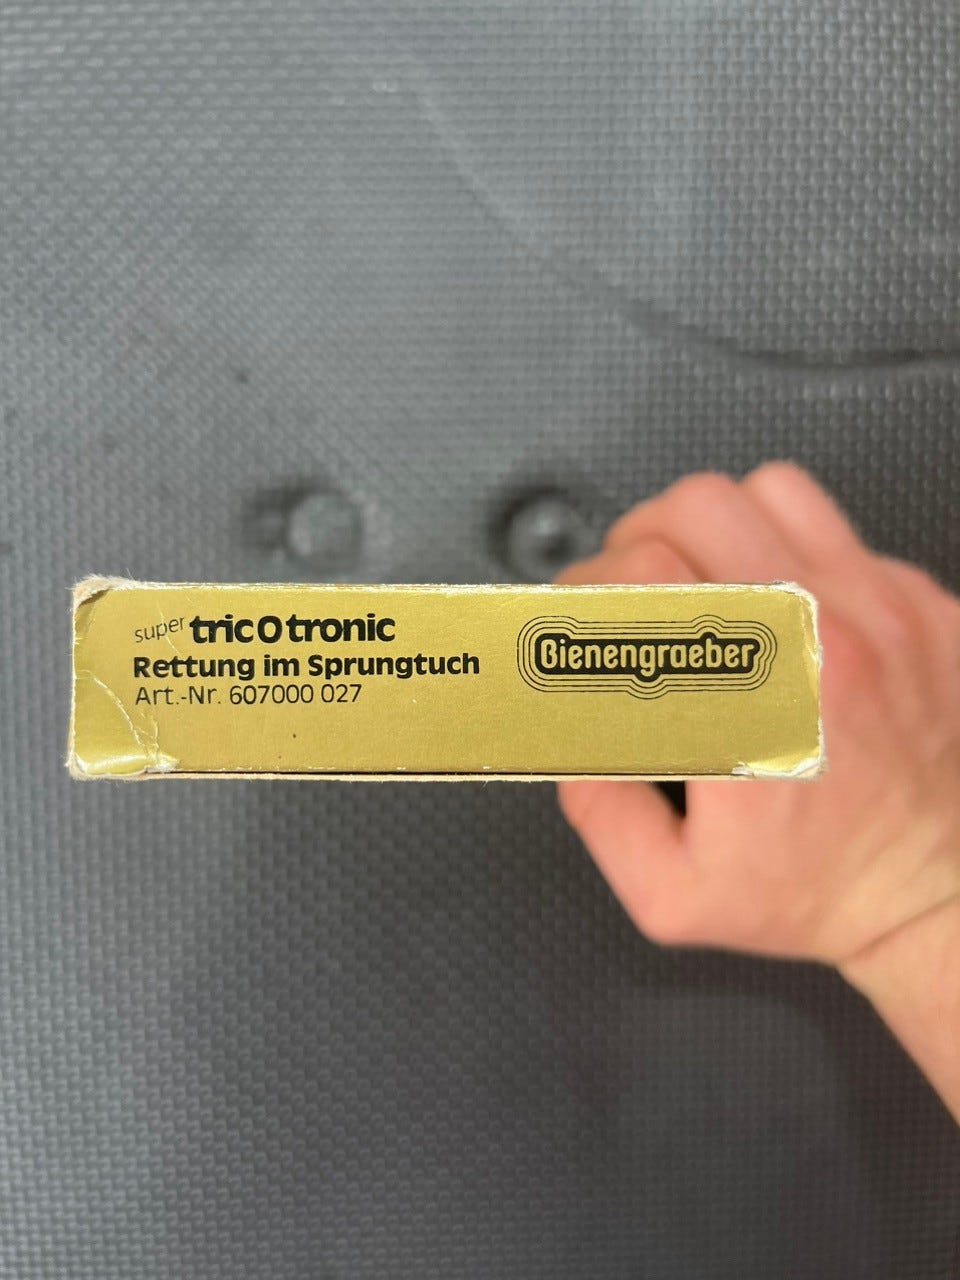 super tricOtronic
Rettung im Sprungtuch
Art.-Nr. 607000 027
Bienengraeber